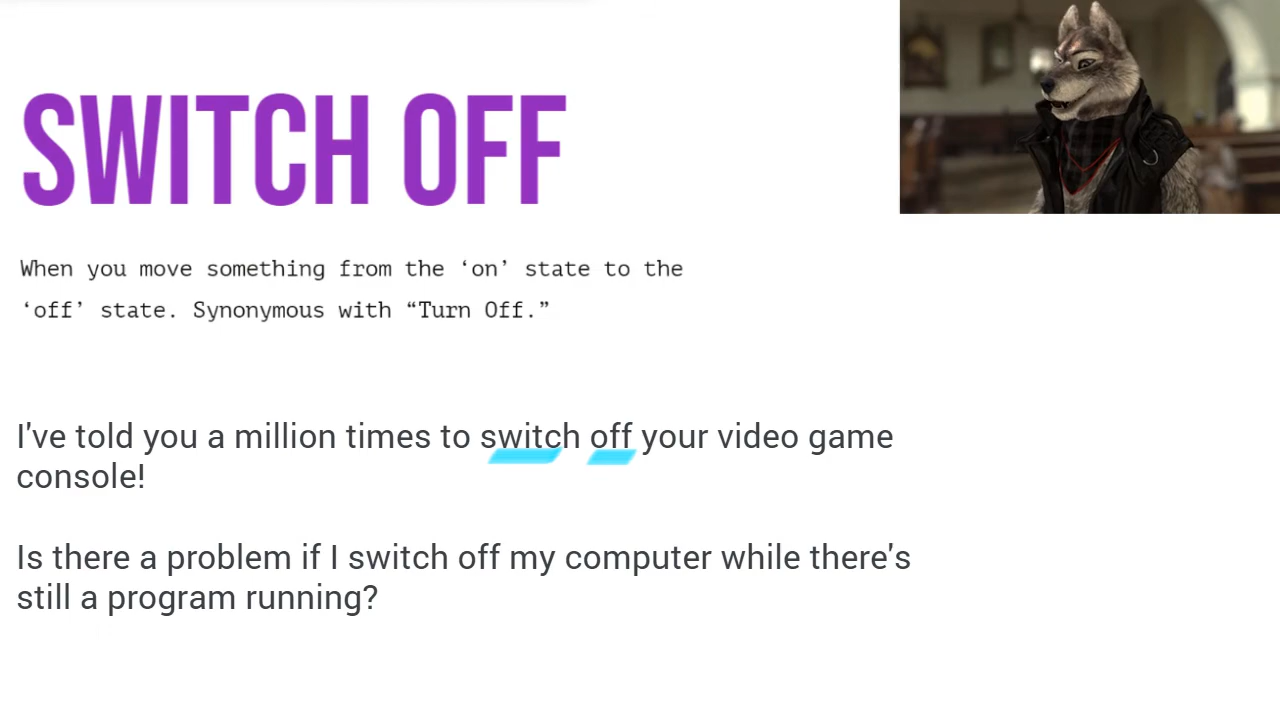 SWITCH OFF
When you move something from the ‘on’ state to the
‘off’ state. Synonymous with “Turn Off.”
I've told you a million times to switch off your video game
console!
Is there a problem if I switch off my computer while there's
still a program running?